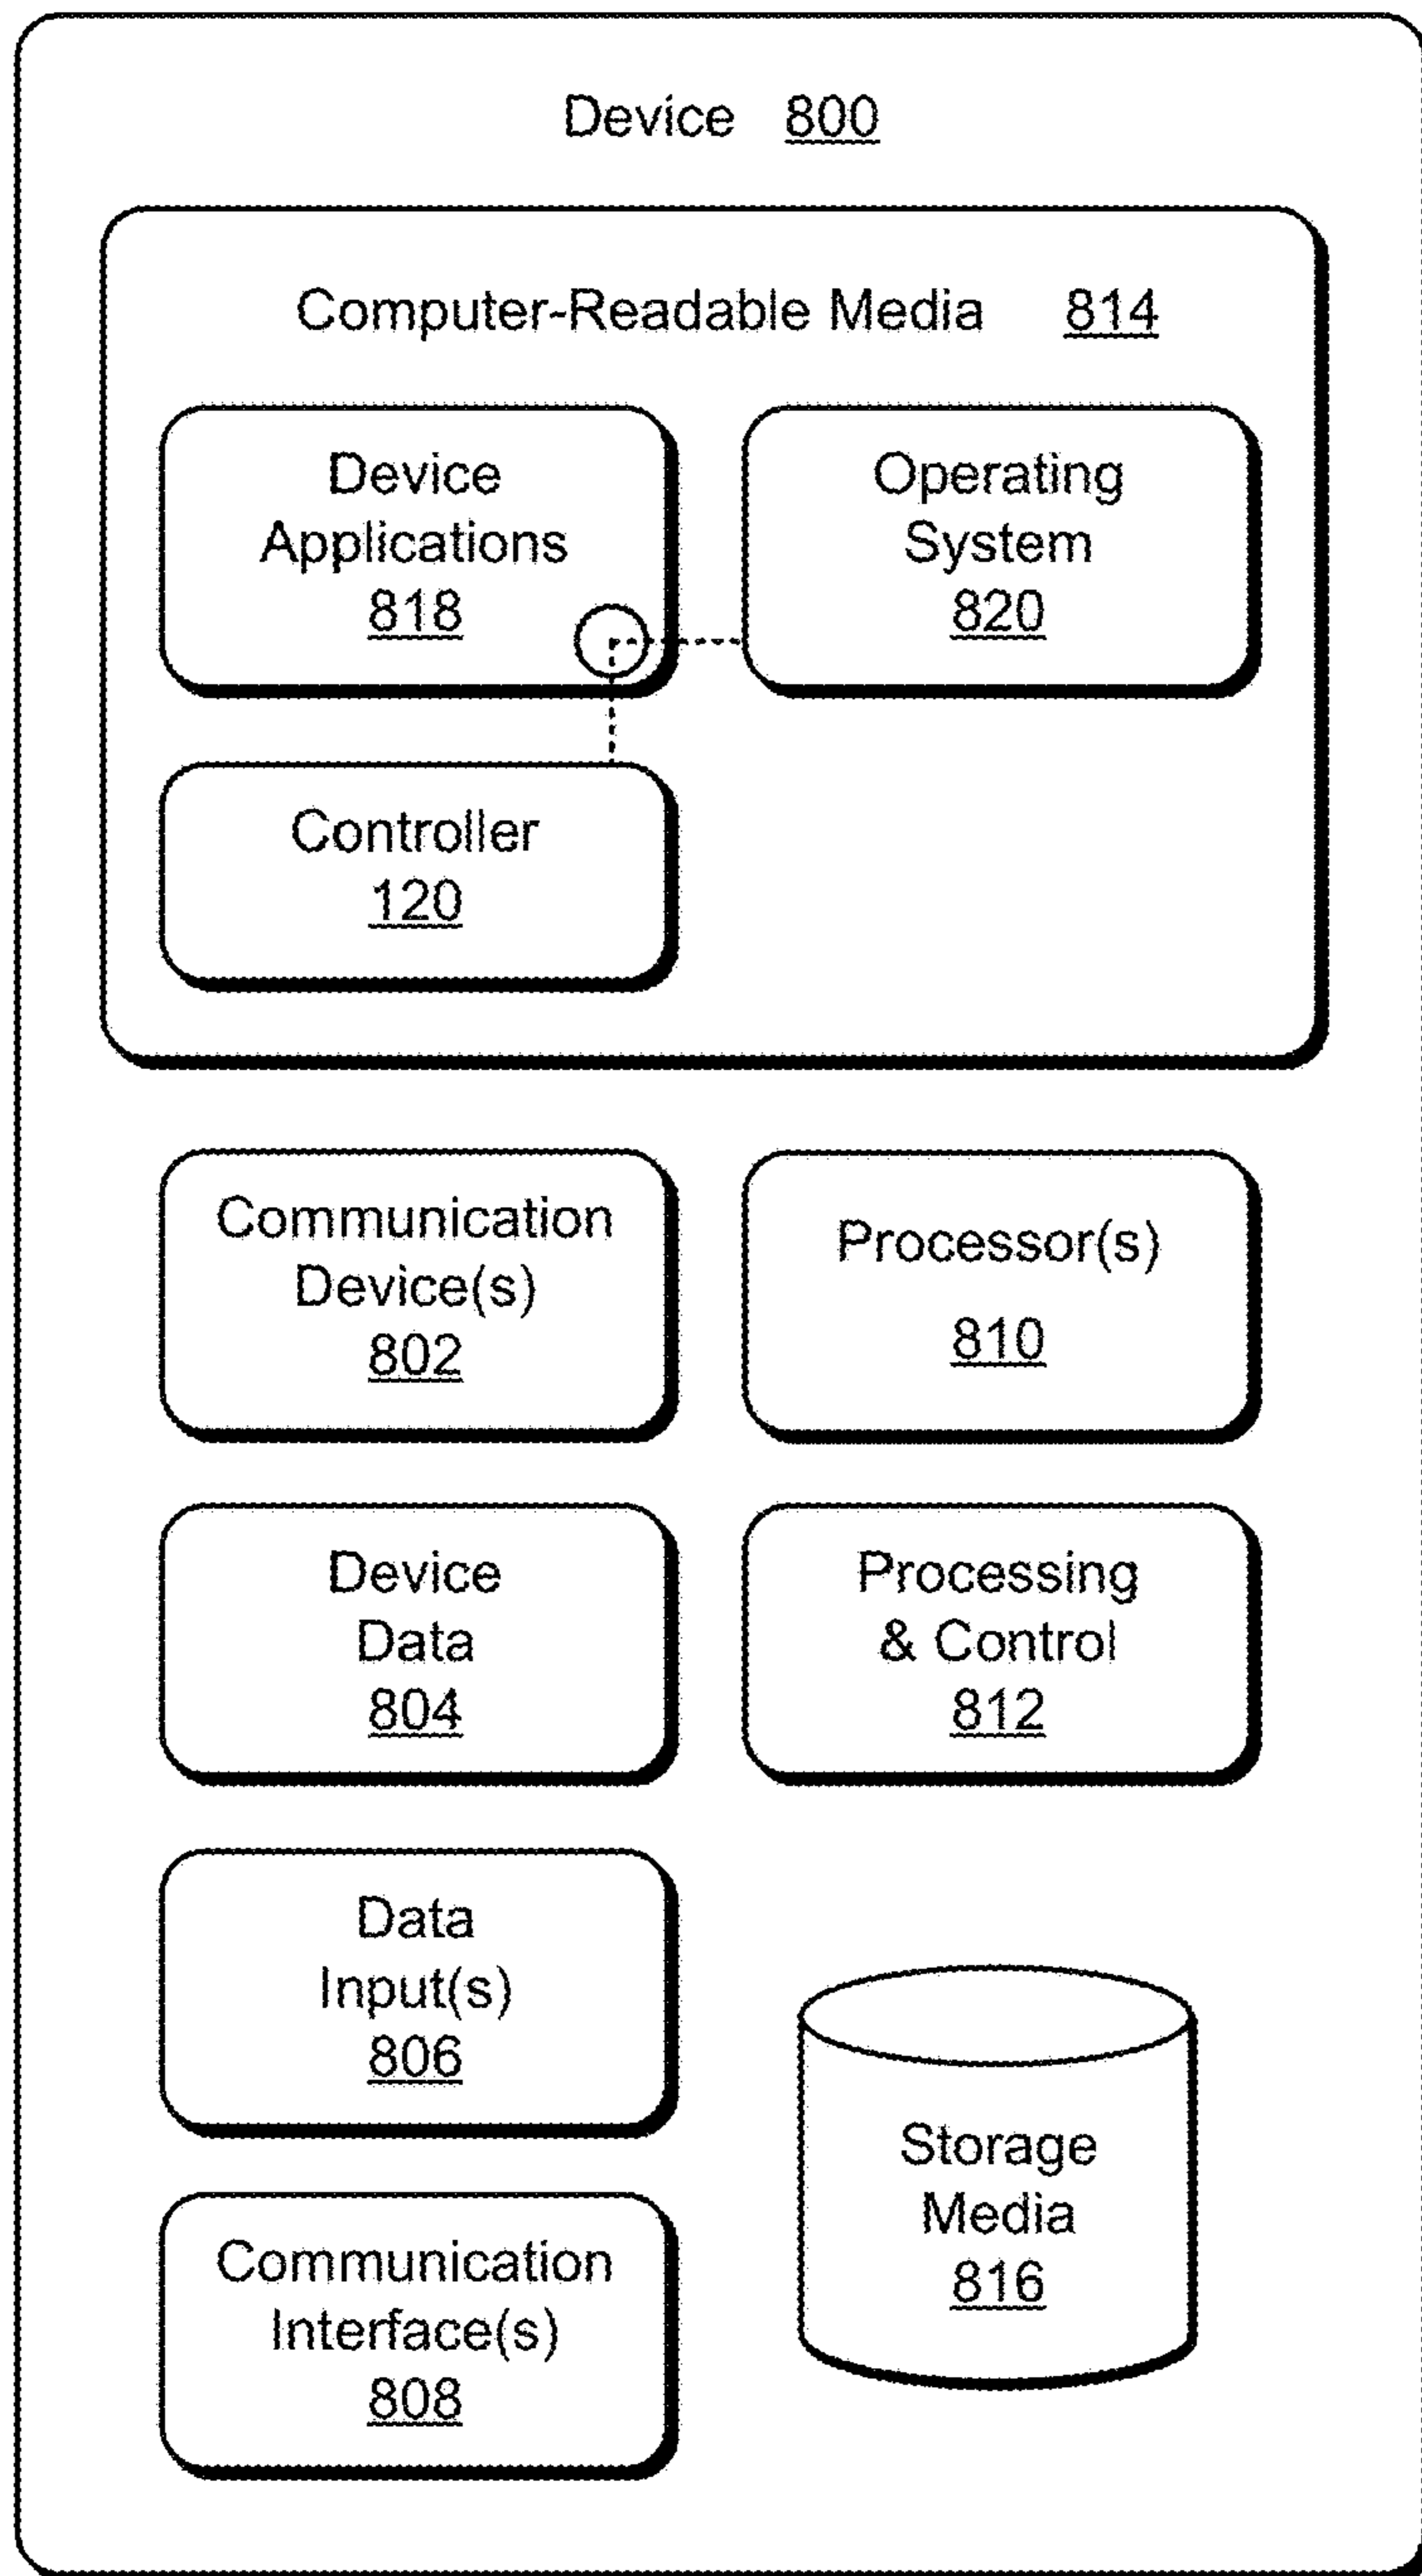 Device 800
Computer-Readable Media 814
Device
Applications
818
Operating
System
820
Controller
120
Communication
Device(s)
802
Processor(s)
810
Device
Data
804
Processing
& Control
812
Data
Input(s)
806
Storage
Media
816
Communication
Interface(s)
808